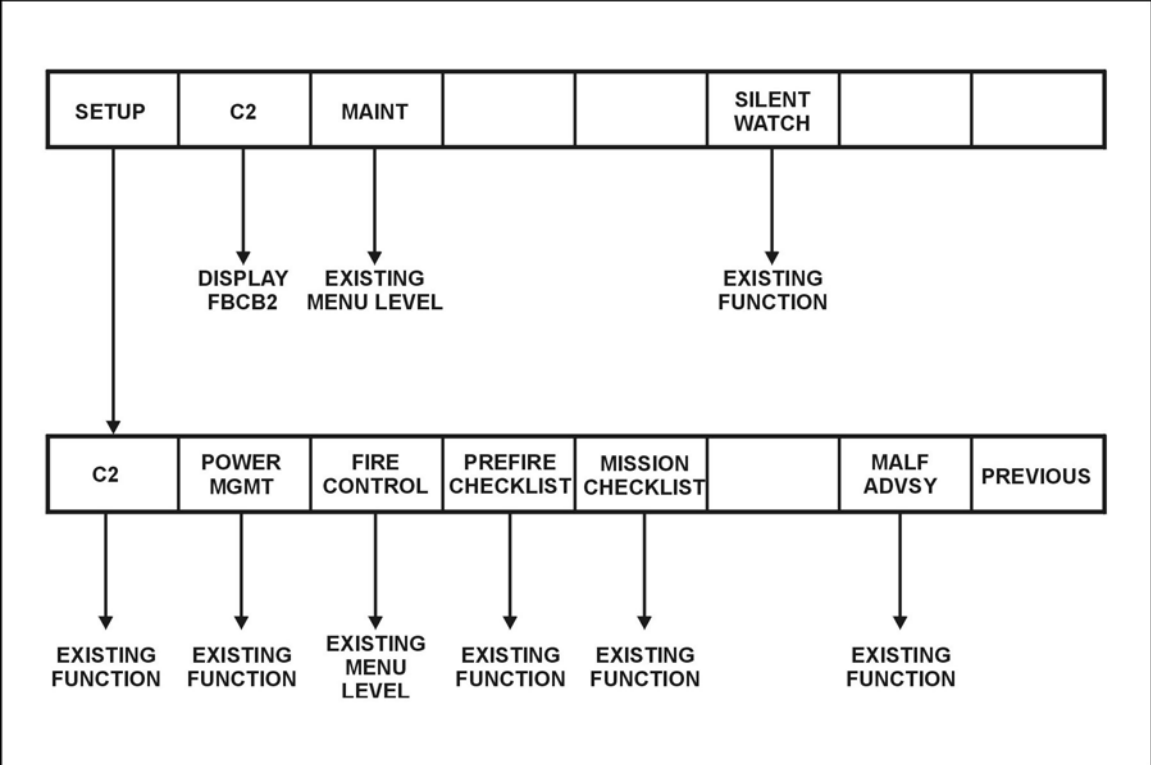 SETUP
C2
MAINT
SILENT
WATCH
DISPLAY
FBCB2
EXISTING
MENU LEVEL
EXISTING
FUNCTION
C2
POWER
MGMT
FIRE
CONTROL
PREFIRE
CHECKLIST
MISSION
CHECKLIST
MALF
ADVSY
PREVIOUS
EXISTING
FUNCTION
EXISTING
FUNCTION
EXISTING
MENU
LEVEL
EXISTING
FUNCTION
EXISTING
FUNCTION
EXISTING
FUNCTION